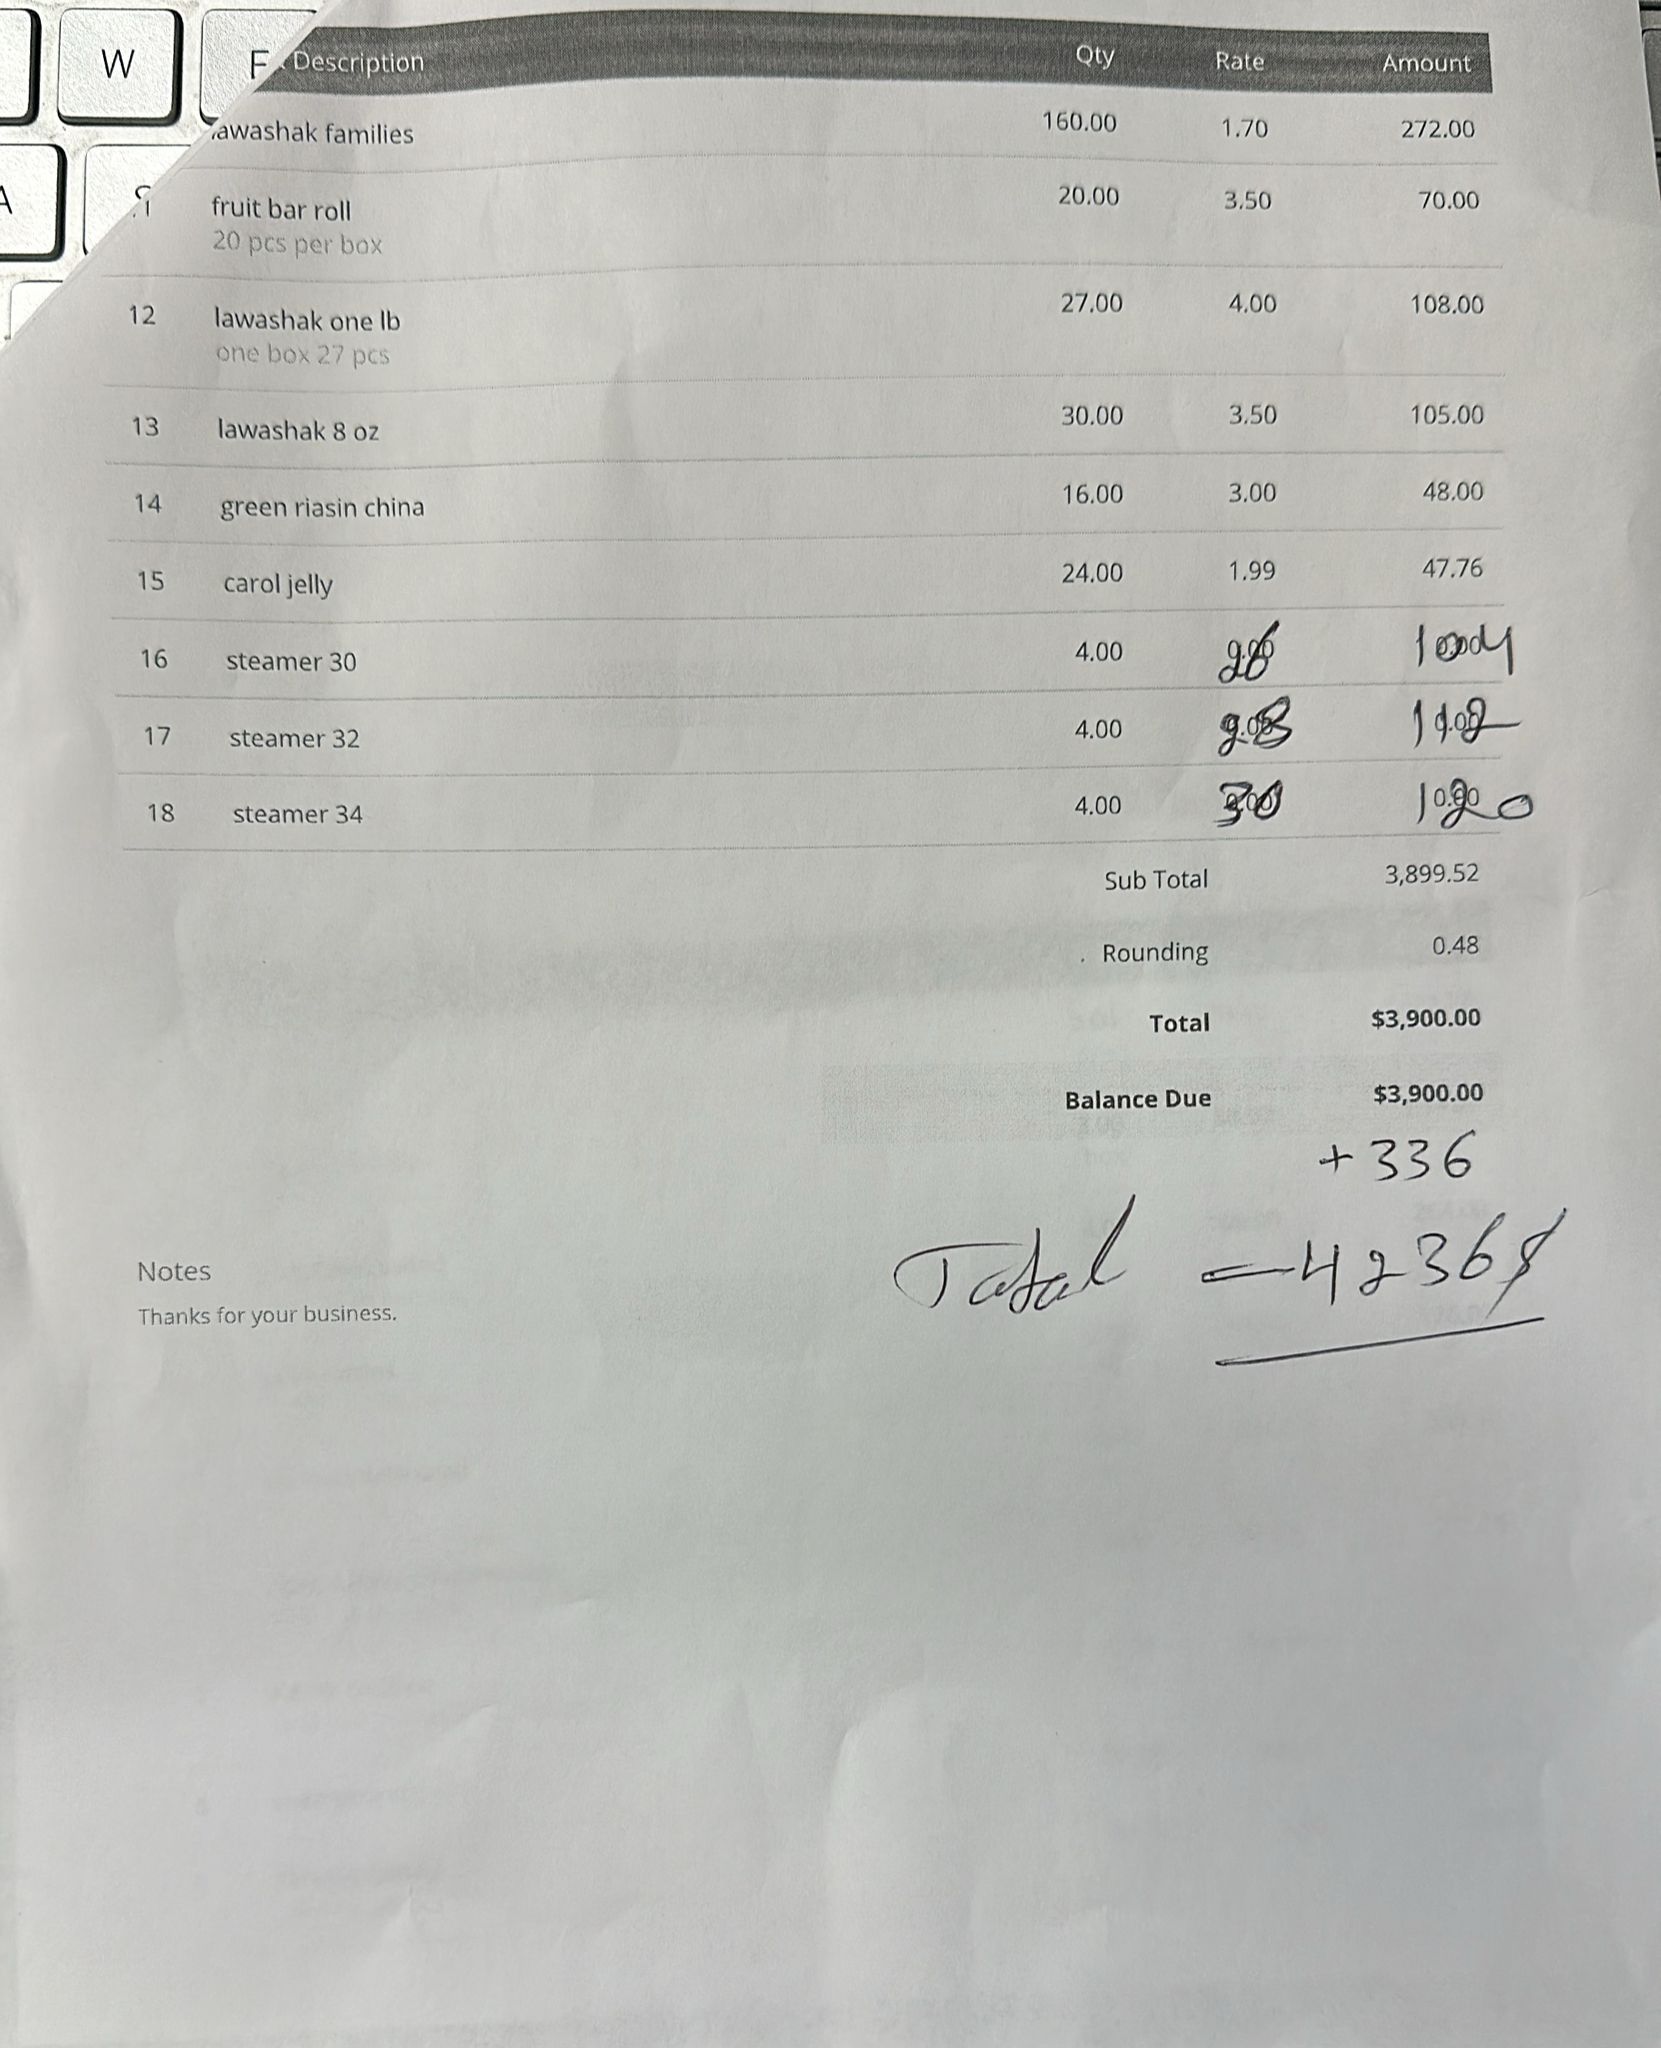 W
F
A
S
Description Qty Rate Amount
lawashak families 160.00 1.70 272.00
fruit bar roll 20.00 3.50 70.00
20 pcs per box
12 lawashak one lb 27.00 4.00 108.00
one box 27 pcs
13 lawashak 8 oz 30.00 3.50 105.00
14 green riasin china 16.00 3.00 48.00
15 carol jelly 24.00 1.99 47.76
16 steamer 30 4.00 26 104
17 steamer 32 4.00 28 112
18 steamer 34 4.00 30 120
Sub Total 3,899.52
Rounding 0.48
Total $3,900.00
Balance Due $3,900.00
+336
Total = 4236$
Notes
Thanks for your business.